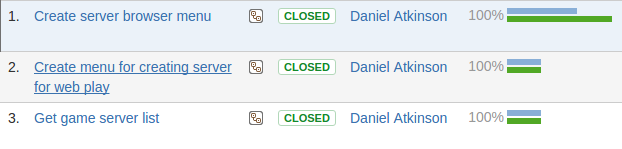 1. Create server browser menu CLOSED Daniel Atkinson 100%
2. Create menu for creating server CLOSED Daniel Atkinson 100%
for web play
3. Get game server list CLOSED Daniel Atkinson 100%